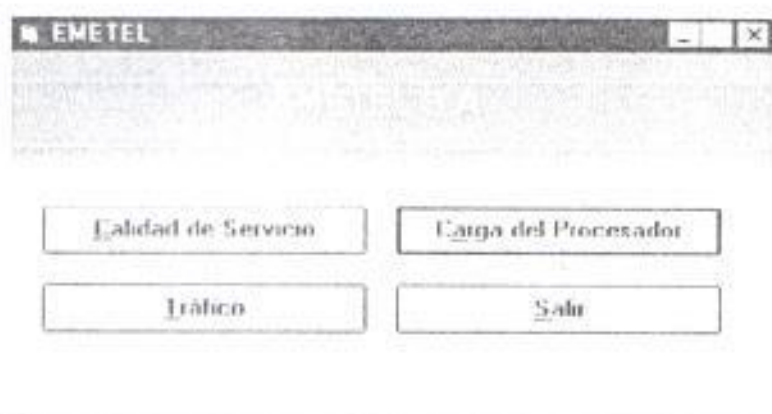 EMETEL
Calidad de Servicio
Carga del Procesador
Tráfico
Salir